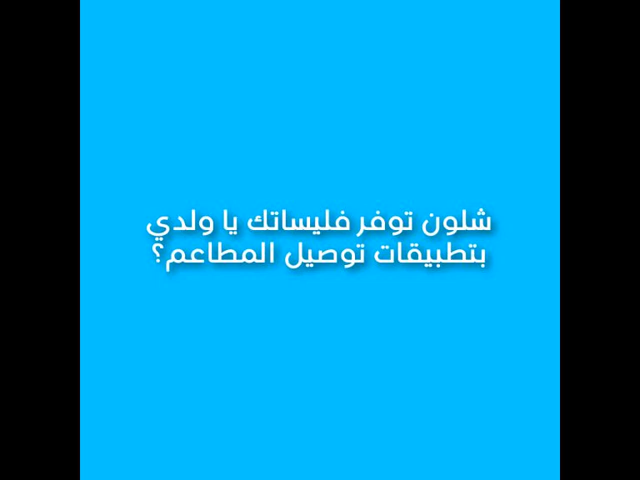 شلون توفر فليساتك يا ولدي
بتطبيقات توصيل المطاعم؟